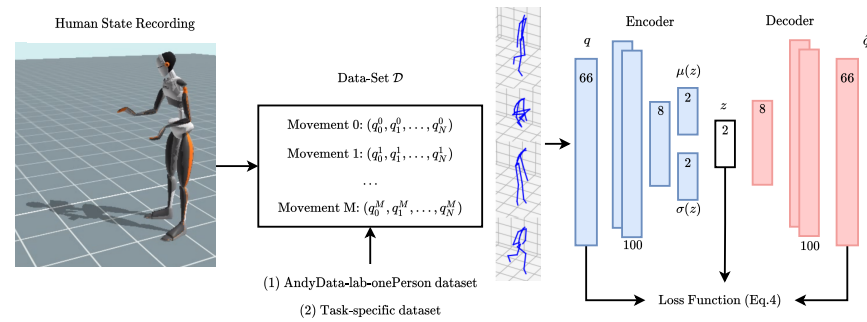 Human State Recording
Data-Set 𝒟
Movement 0: (q_0^0, q_1^0, . . . , q_N^0)
Movement 1: (q_0^1, q_1^1, . . . , q_N^1)
. . .
Movement M: (q_0^M, q_1^M, . . . , q_N^M)
(1) AndyData-lab-onePerson dataset
(2) Task-specific dataset
Encoder
Decoder
q
66
100
8
μ(z)
2
2
σ(z)
z
2
8
100
q̂
66
Loss Function (Eq.4)